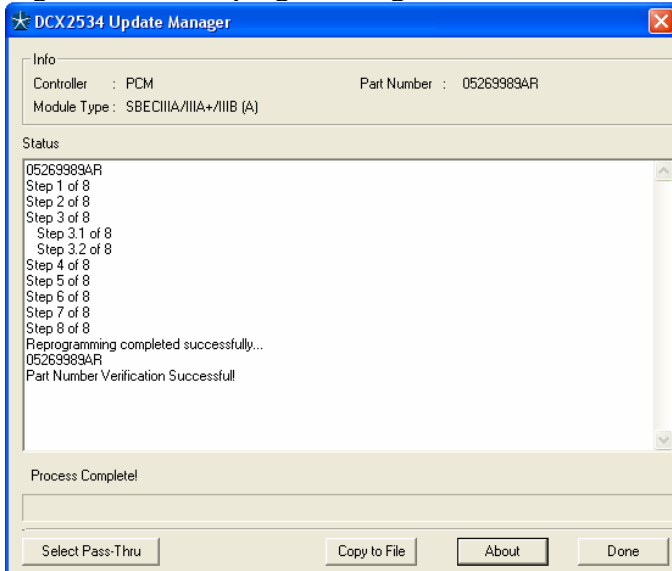 DCX2534 Update Manager
Info
Controller : PCM Part Number : 05269989AR
Module Type : SBECIIIA/IIIA+/IIIB (A)
Status
05269989AR
Step 1 of 8
Step 2 of 8
Step 3 of 8
Step 3.1 of 8
Step 3.2 of 8
Step 4 of 8
Step 5 of 8
Step 6 of 8
Step 7 of 8
Step 8 of 8
Reprogramming completed successfully...
05269989AR
Part Number Verification Successful!
Process Complete!
Select Pass-Thru Copy to File About Done